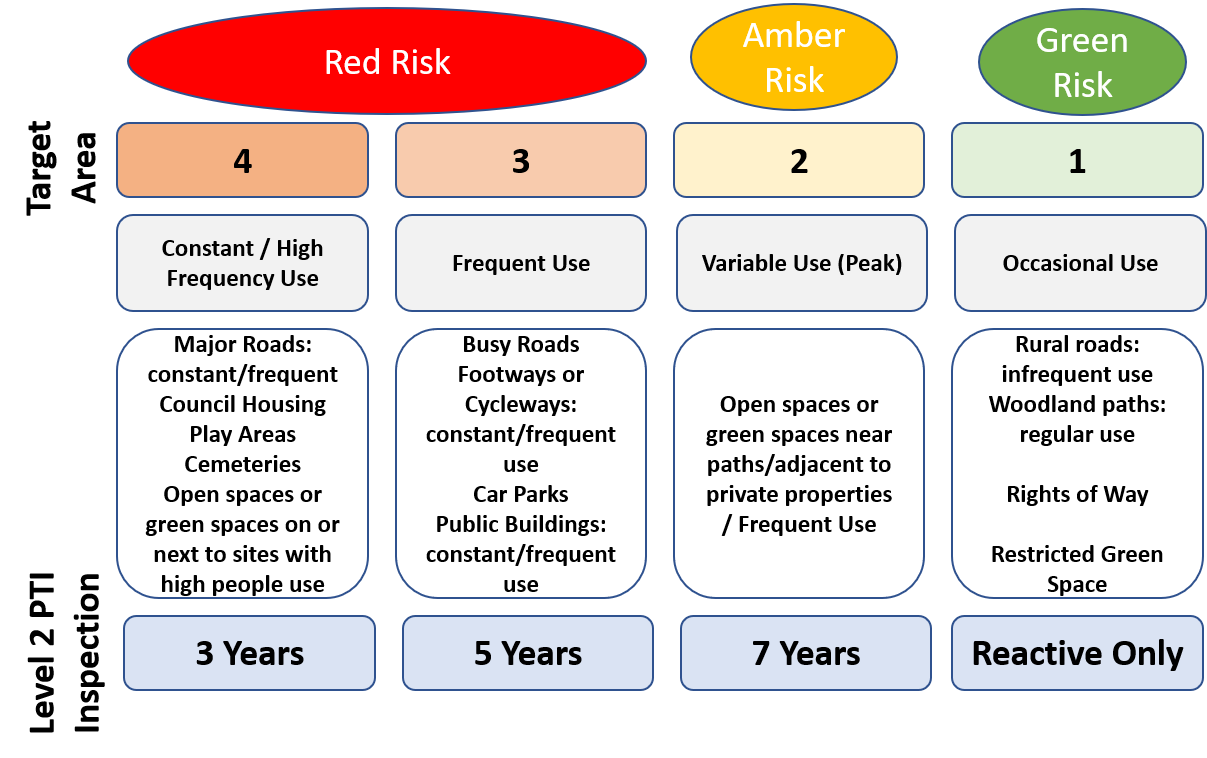 Red Risk
Amber
Risk
Green
Risk
Target
Area
4
3
2
1
Constant / High
Frequency Use
Frequent Use
Variable Use (Peak)
Occasional Use
Major Roads:
constant/frequent
Council Housing
Play Areas
Cemeteries
Open spaces or
green spaces on or
next to sites with
high people use
Busy Roads
Footways or
Cycleways:
constant/frequent
use
Car Parks
Public Buildings:
constant/frequent
use
Open spaces or
green spaces near
paths/adjacent to
private properties
/ Frequent Use
Rural roads:
infrequent use
Woodland paths:
regular use
Rights of Way
Restricted Green
Space
Level 2 PTI
Inspection
3 Years
5 Years
7 Years
Reactive Only